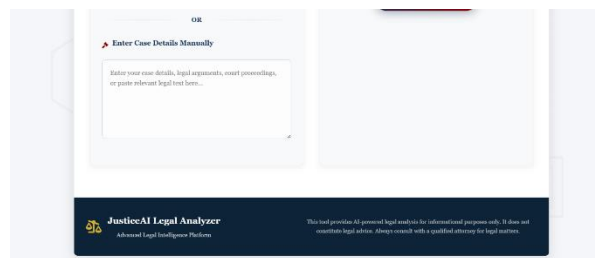 OR
Enter Case Details Manually
Enter your case details, legal arguments, court proceedings,
or paste relevant legal text here...
JusticeAI Legal Analyzer
Advanced Legal Intelligence Platform
This tool provides AI-powered legal analysis for informational purposes only. It does not
constitute legal advice. Always consult with a qualified attorney for legal matters.